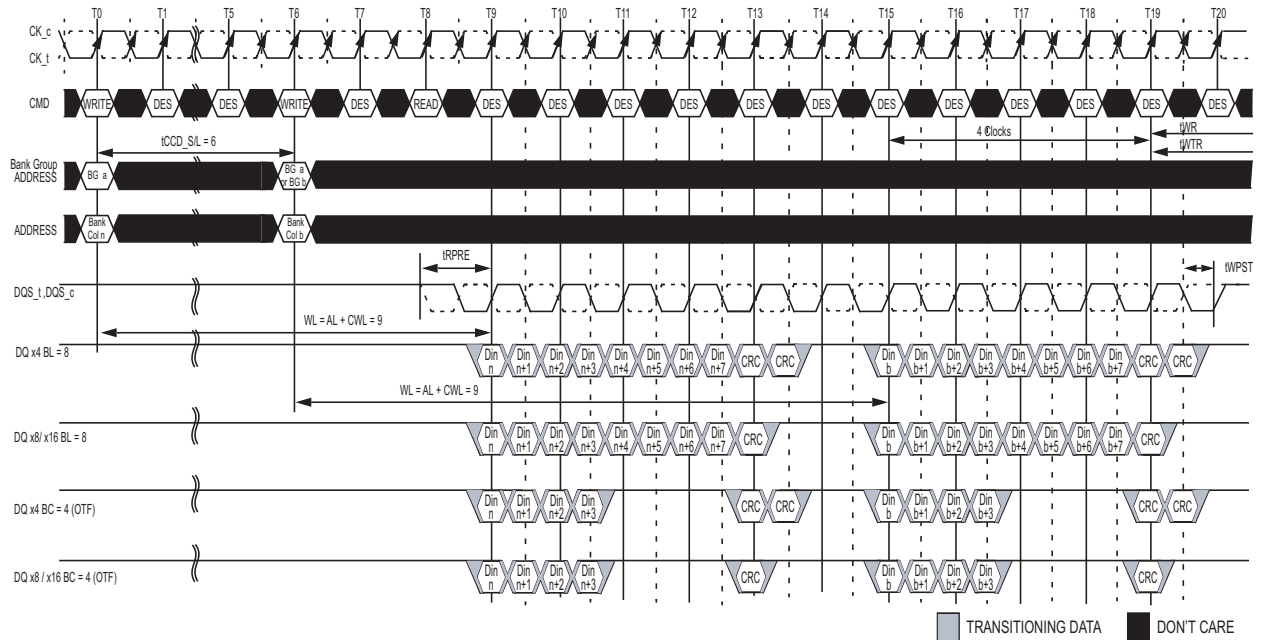 T0 T1 T5 T6 T7 T8 T9 T10 T11 T12 T13 T14 T15 T16 T17 T18 T19 T20
CK_c
CK_t
CMD WRITE DES DES WRITE DES READ DES DES DES DES DES DES DES DES DES DES DES DES
tCCD_S/L = 6
4 Clocks
tWR
tWTR
Bank Group
ADDRESS
BG a
BG a
or BG b
ADDRESS
Bank
Col n
Bank
Col b
tRPRE
tWPST
DQS_t ,DQS_c
WL = AL + CWL = 9
DQ x4 BL = 8
Din n Din n+1 Din n+2 Din n+3 Din n+4 Din n+5 Din n+6 Din n+7 CRC CRC Din b Din b+1 Din b+2 Din b+3 Din b+4 Din b+5 Din b+6 Din b+7 CRC CRC
WL = AL + CWL = 9
DQ x8/ x16 BL = 8
Din n Din n+1 Din n+2 Din n+3 Din n+4 Din n+5 Din n+6 Din n+7 CRC Din b Din b+1 Din b+2 Din b+3 Din b+4 Din b+5 Din b+6 Din b+7 CRC
DQ x4 BC = 4 (OTF)
Din n Din n+1 Din n+2 Din n+3 CRC CRC Din b Din b+1 Din b+2 Din b+3 CRC CRC
DQ x8 / x16 BC = 4 (OTF)
Din n Din n+1 Din n+2 Din n+3 CRC Din b Din b+1 Din b+2 Din b+3 CRC
TRANSITIONING DATA DON'T CARE